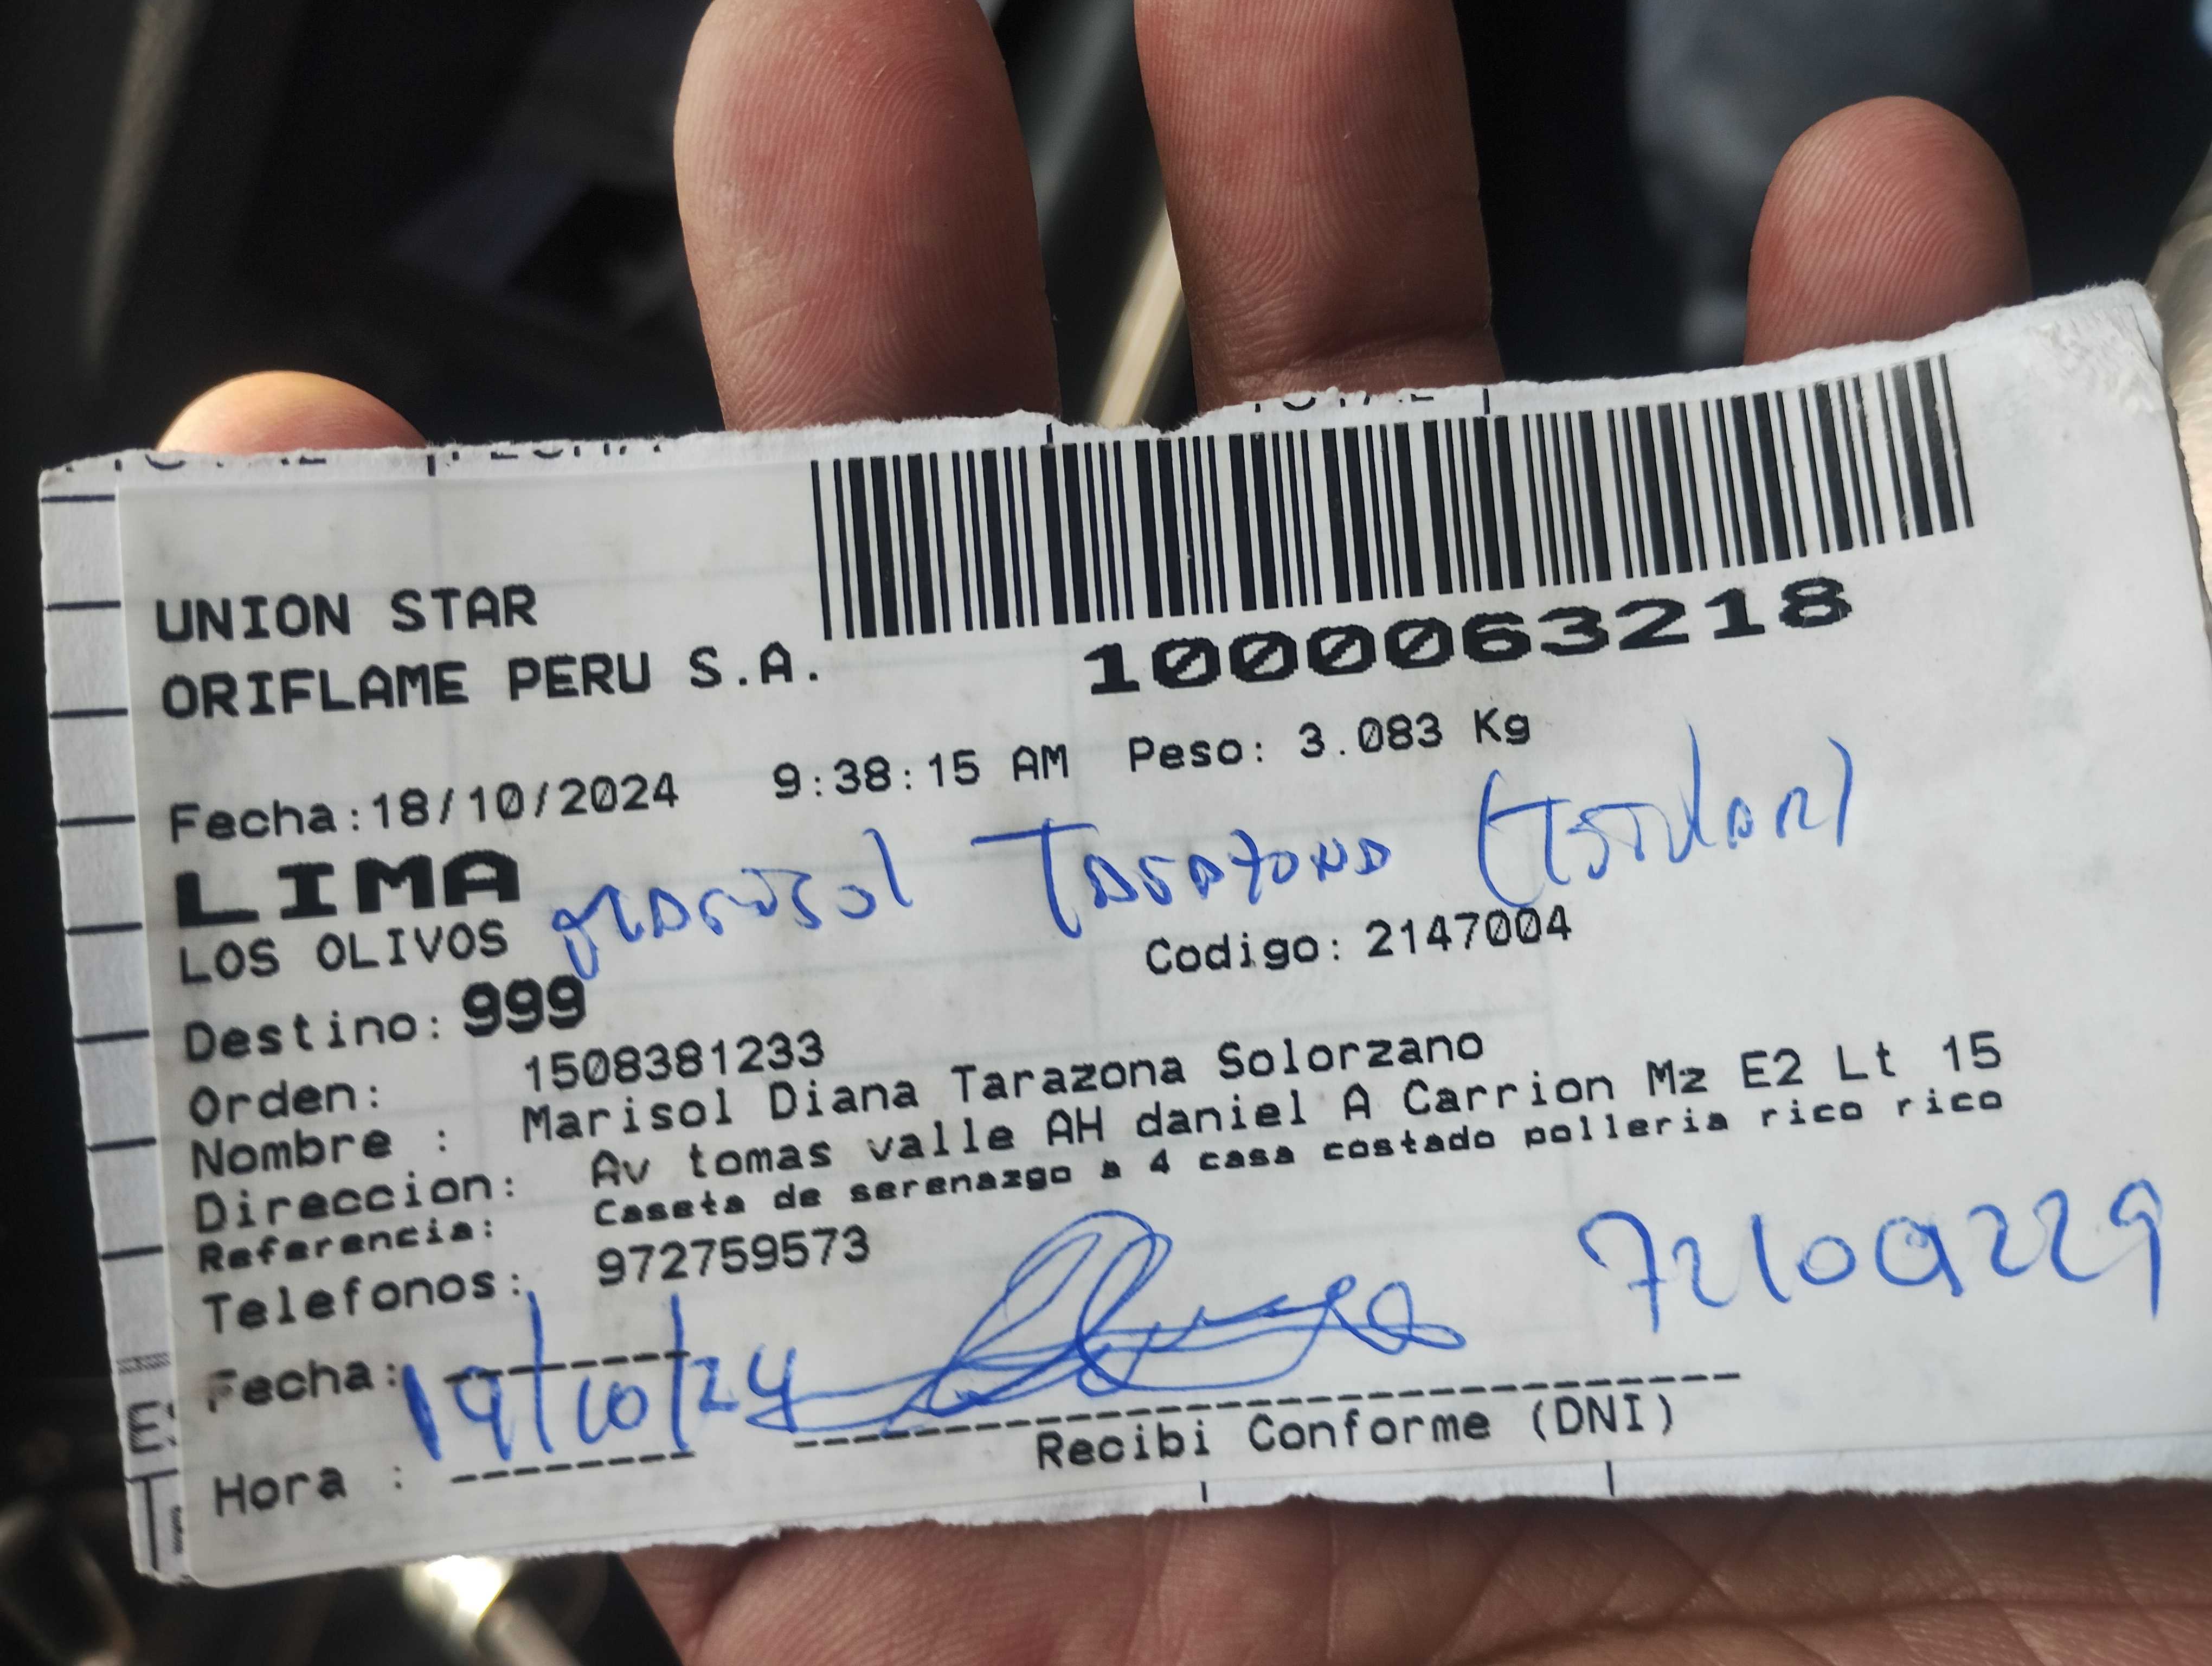 UNION STAR
ORIFLAME PERU S.A.
1000063218
Fecha:18/10/2024 9:38:15 AM Peso: 3.083 Kg
LIMA
Marisol Tarazona (Titular)
LOS OLIVOS
Codigo: 2147004
Destino: 999
Orden: 1508381233
Nombre : Marisol Diana Tarazona Solorzano
Direccion: Av tomas valle AH daniel A Carrion Mz E2 Lt 15
Referencia: Caseta de serenazgo a 4 casa costado polleria rico rico
Telefonos: 972759573
72109229
Fecha: 19/10/24
Recibi Conforme (DNI)
Hora :